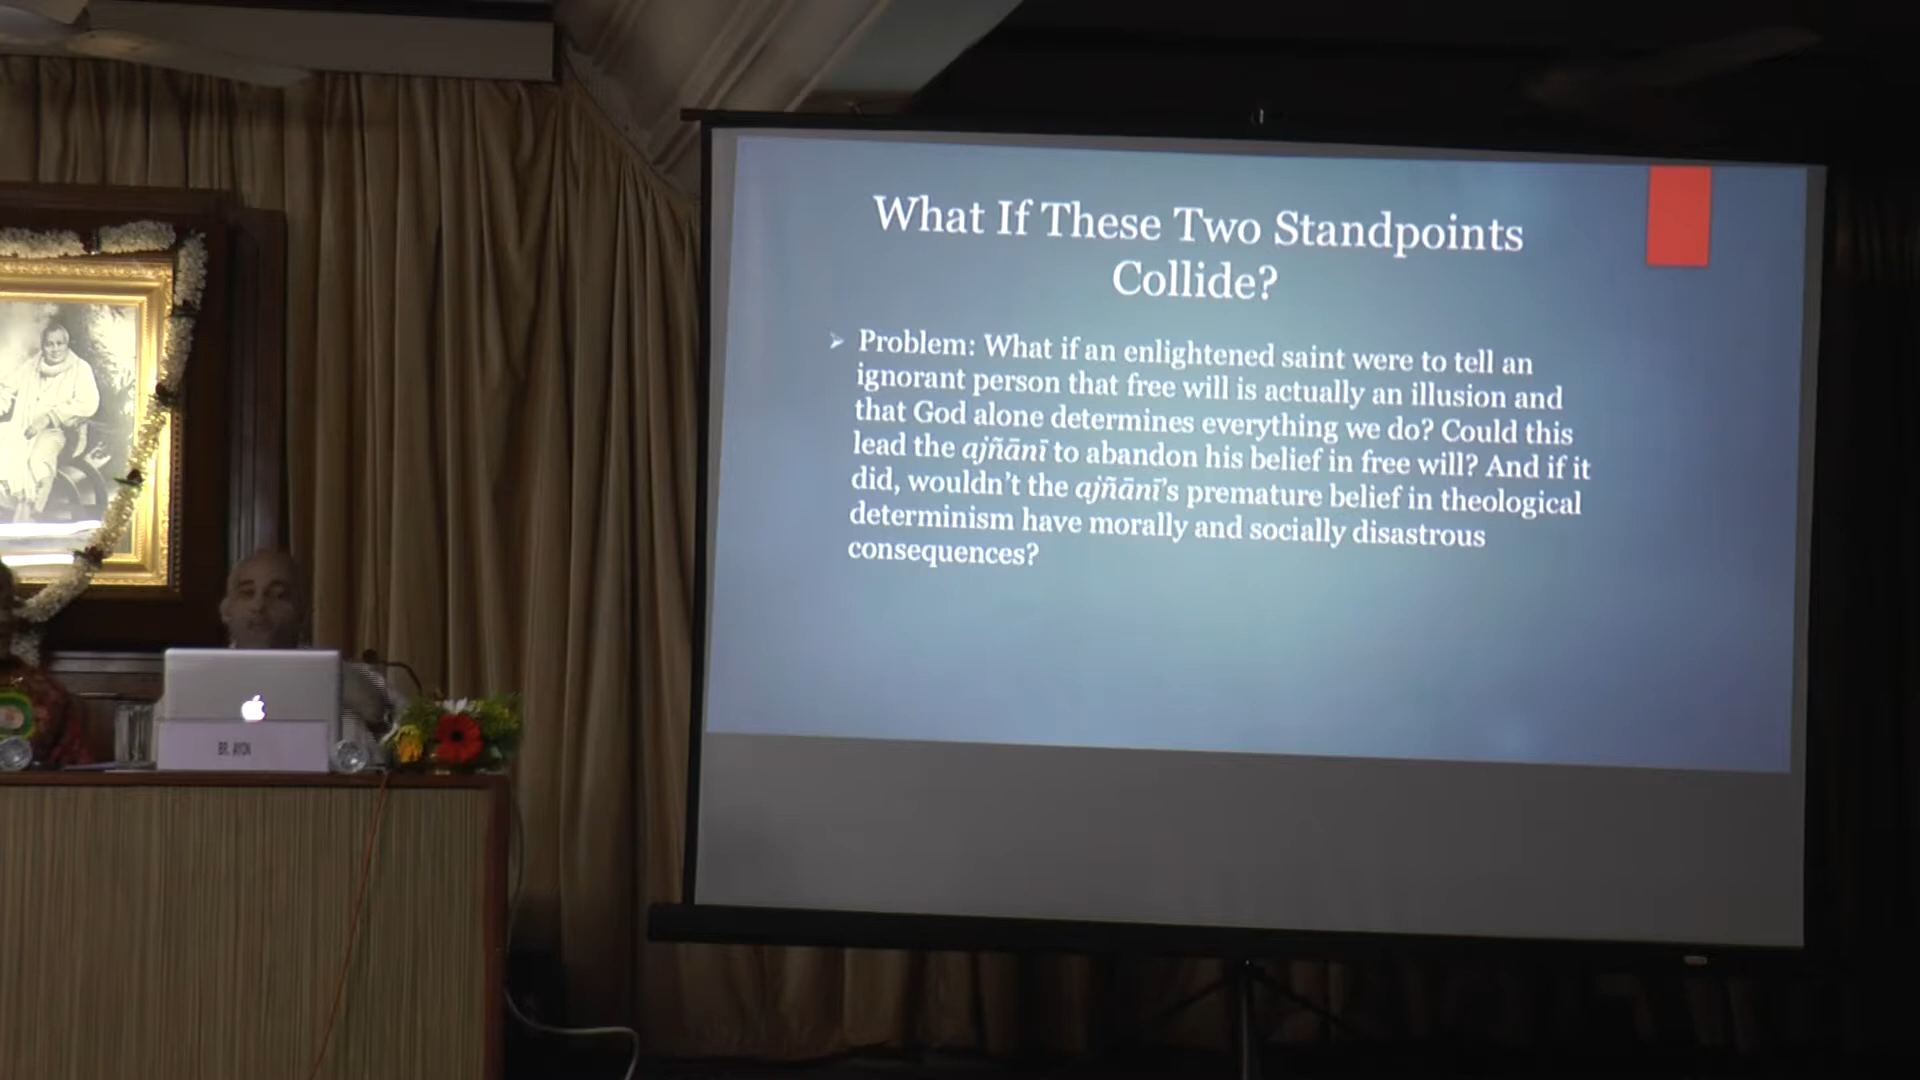 What If These Two Standpoints
Collide?
➢ Problem: What if an enlightened saint were to tell an
ignorant person that free will is actually an illusion and
that God alone determines everything we do? Could this
lead the ajñānī to abandon his belief in free will? And if it
did, wouldn't the ajñānī's premature belief in theological
determinism have morally and socially disastrous
consequences?
BR. AYON